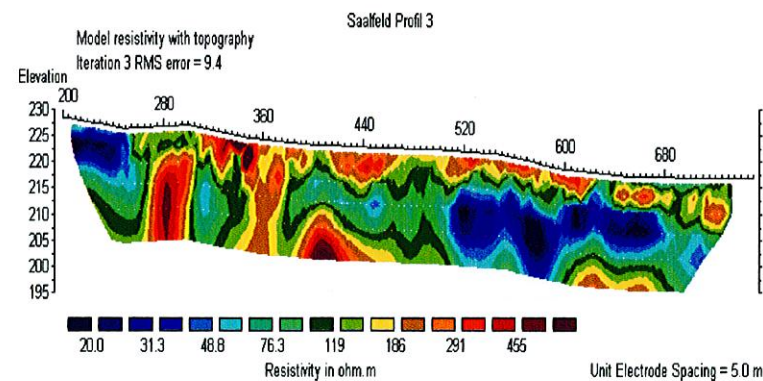 Saalfeld Profil 3
Model resistivity with topography
Iteration 3 RMS error = 9.4
Elevation
200
280
360
440
520
600
680
230
225
220
215
210
205
200
195
20.0 31.3 48.8 76.3 119 186 291 455
Resistivity in ohm.m
Unit Electrode Spacing = 5.0 m